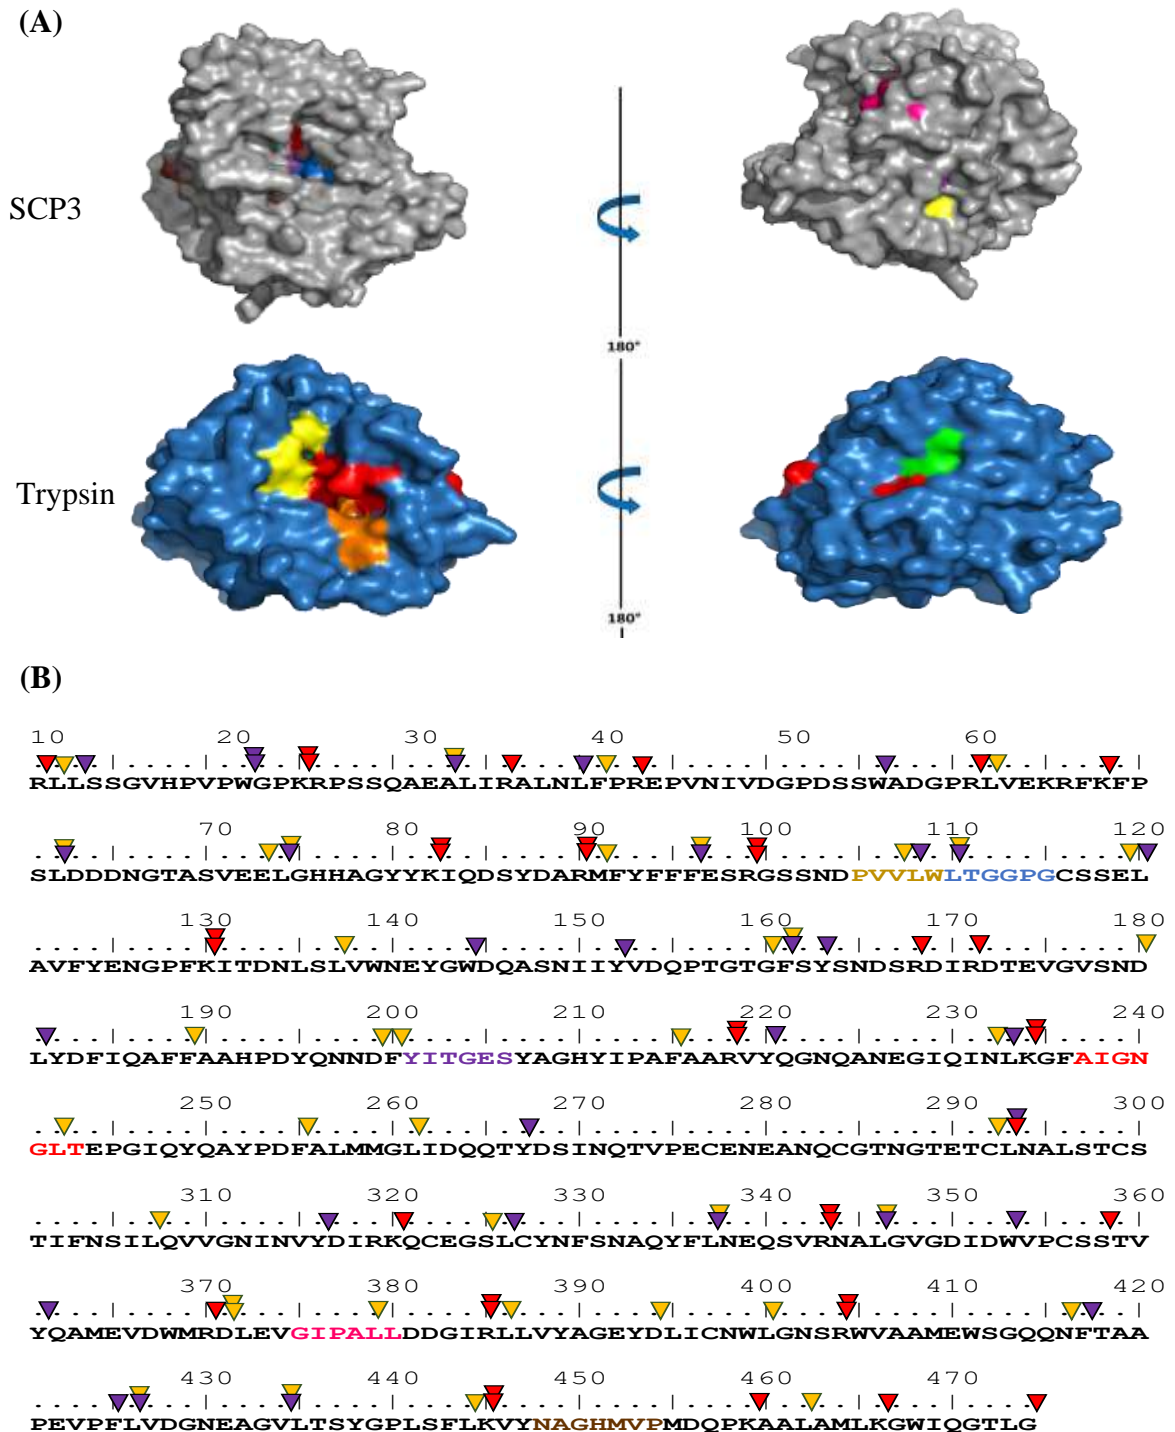 (A)
SCP3
180°
Trypsin
180°
(B)
10 20 30 40 50 60
RLLSSGVHPVPWGPKRPSSQAEALIRALNLFPREPVNIVDGPDSSWADGPRLVEKRFKFP
70 80 90 100 110 120
SLDDDNGTASVEELGHHAGYYKIQDSYDARMFYFFFESRGSSNDPVVLWLTGGPGCSSEL
130 140 150 160 170 180
AVFYENGPFKITDNLSLVWNEYGWDQASNIIYVDQPTGTGFSYSNDSRDIRDTEVGVSND
190 200 210 220 230 240
LYDFIQAFFAAHPDYQNNDFYITGESYAGHYIPAFAARVYQGNQANEGIQINLKGFAIGN
250 260 270 280 290 300
GLTEPGIQYQAYPDFALMMGLIDQQTYDSINQTVPECENEANQCGTNGTETCLNALSTCS
310 320 330 340 350 360
TIFNSILQVVGNINVYDIRKQCEGSLCYNFSNAQYFLNEQSVRNALGVGDIDWVPCSSTV
370 380 390 400 410 420
YQAMEVDWMRDLEVGIPALLDDGIRLLVYAGEYDLICNWLGNSRWVAAMEWSGQQNFTAA
430 440 450 460 470
PEVPFLVDGNEAGVLTSYGPLSFLKVYNAGHMVPMDQPKAALAMLKGWIQGTLG